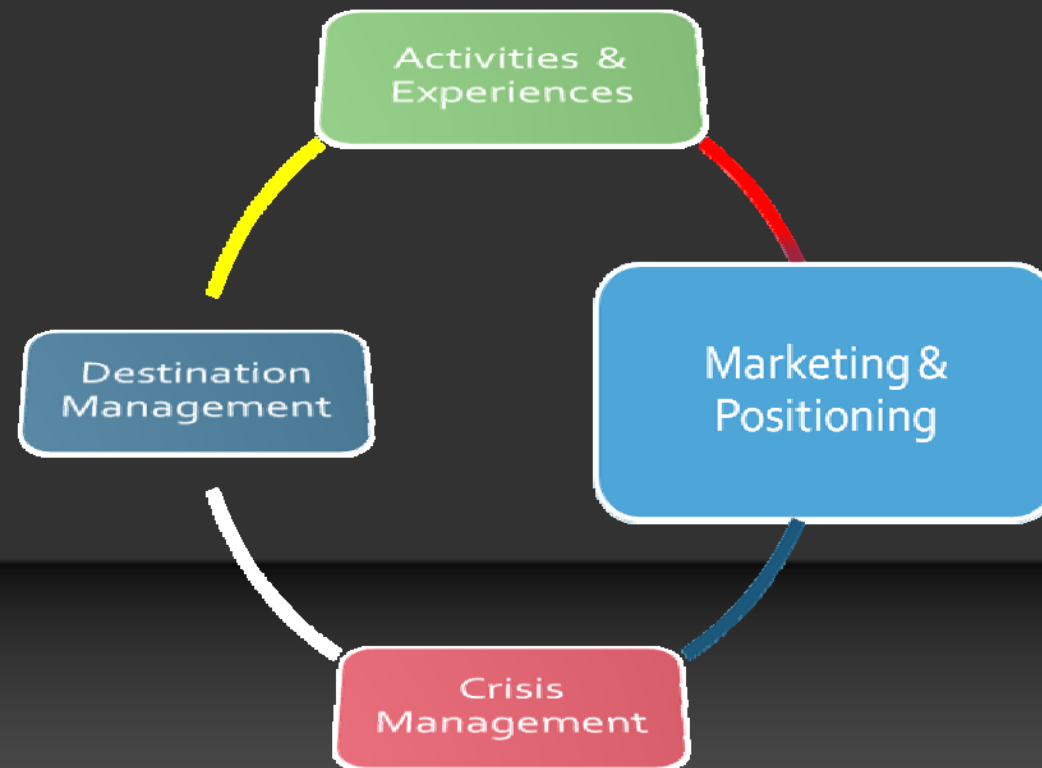 Activities &
Experiences
Marketing &
Positioning
Destination
Management
Crisis
Management